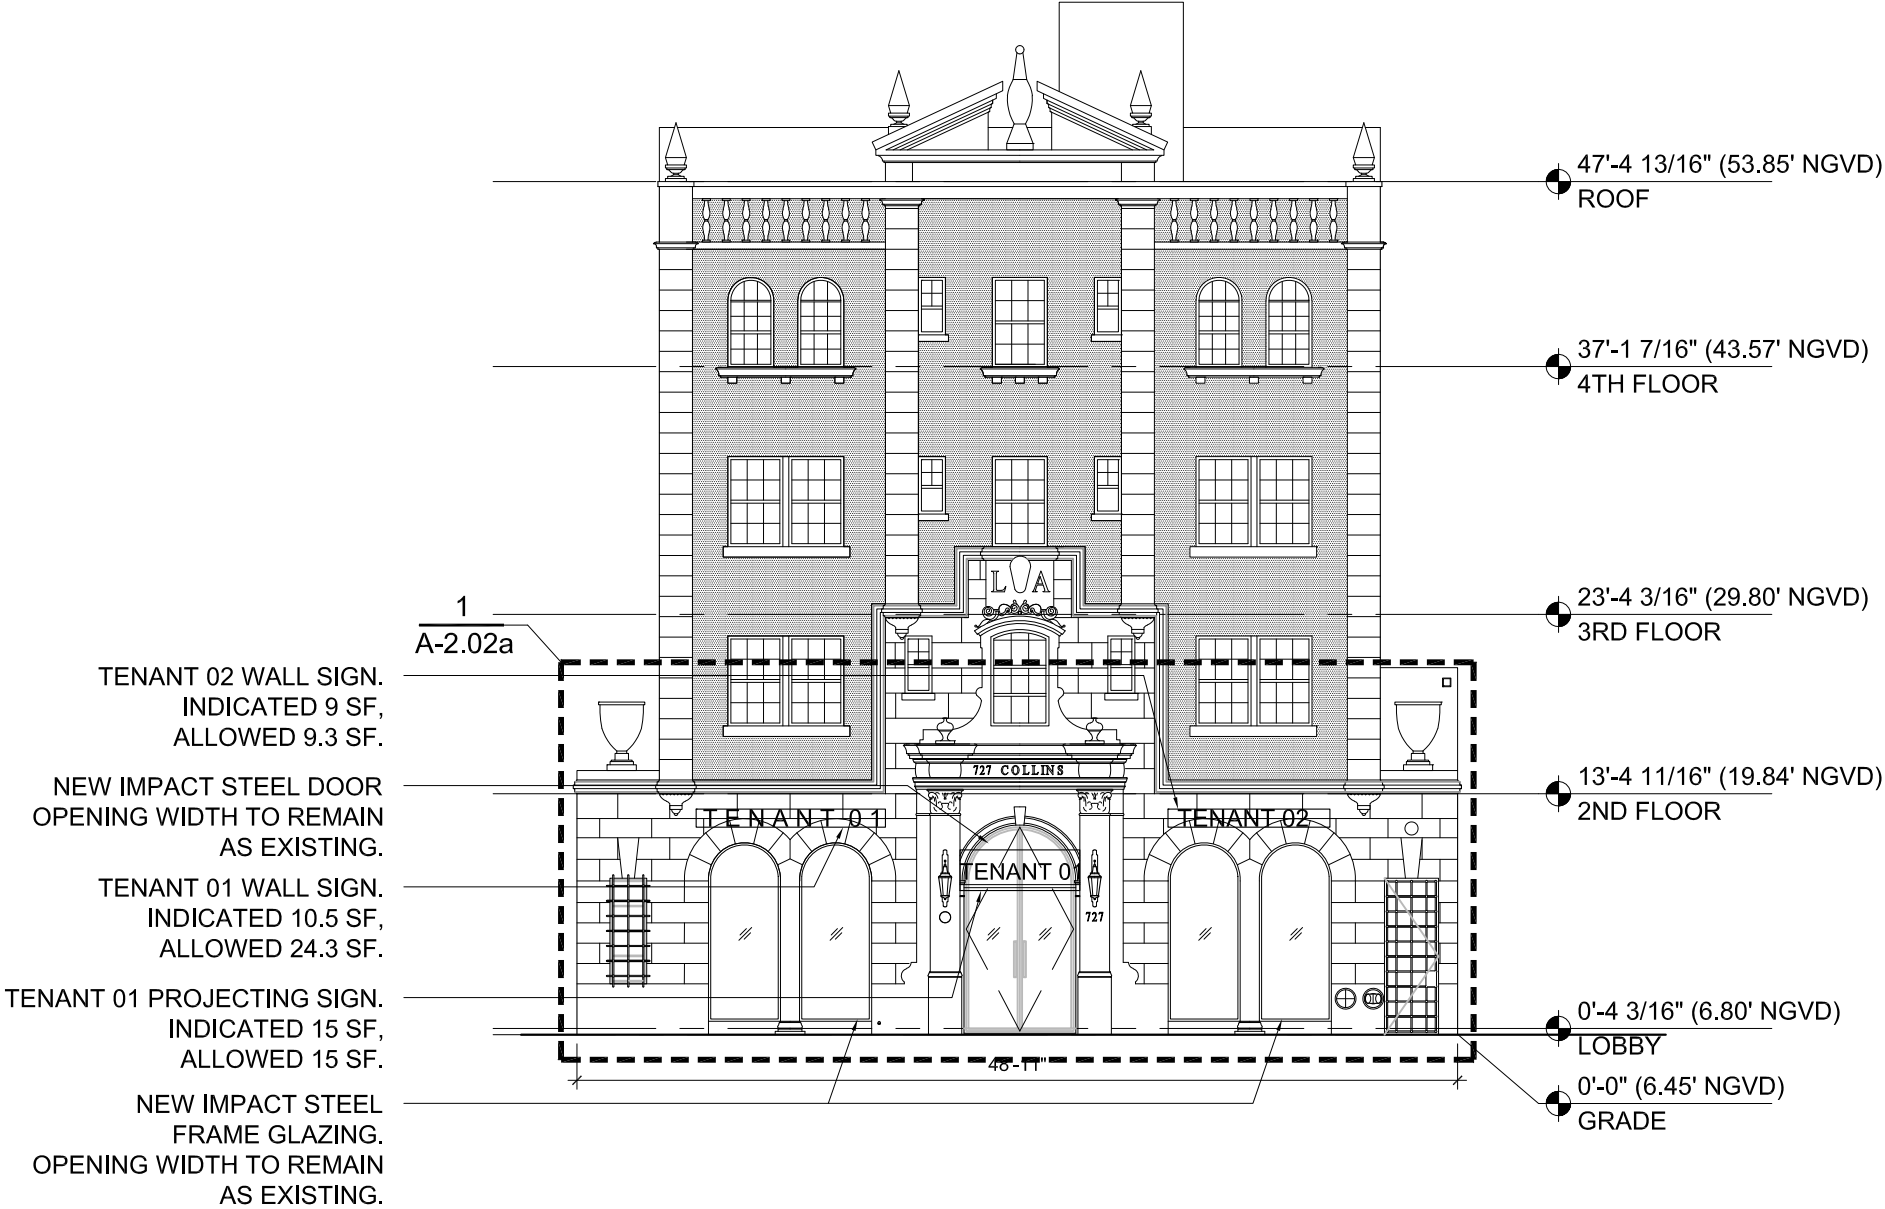 47'-4 13/16" (53.85' NGVD)
ROOF
37'-1 7/16" (43.57' NGVD)
4TH FLOOR
L A
1
A-2.02a
23'-4 3/16" (29.80' NGVD)
3RD FLOOR
TENANT 02 WALL SIGN.
INDICATED 9 SF,
ALLOWED 9.3 SF.
NEW IMPACT STEEL DOOR
OPENING WIDTH TO REMAIN
AS EXISTING.
TENANT 01 WALL SIGN.
INDICATED 10.5 SF,
ALLOWED 24.3 SF.
TENANT 01 PROJECTING SIGN.
INDICATED 15 SF,
ALLOWED 15 SF.
NEW IMPACT STEEL
FRAME GLAZING.
OPENING WIDTH TO REMAIN
AS EXISTING.
727 COLLINS
TENANT 01
TENANT 02
TENANT 01
727
13'-4 11/16" (19.84' NGVD)
2ND FLOOR
0'-4 3/16" (6.80' NGVD)
LOBBY
48'-11"
0'-0" (6.45' NGVD)
GRADE